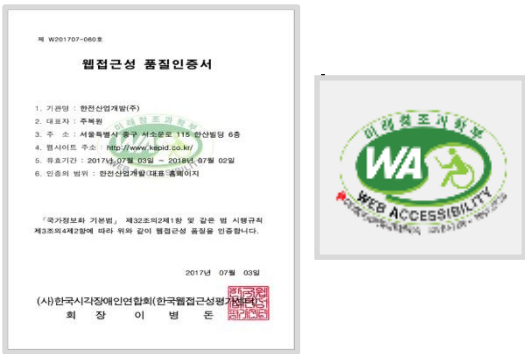 제 W201707-060호
웹접근성 품질인증서
1. 기관명 : 한전산업개발(주)
2. 대표자 : 주복원
3. 주 소 : 서울특별시 중구 서소문로 115 한산빌딩 6층
4. 웹사이트 주소 : http://www.kepid.co.kr/
5. 유효기간 : 2017년 07월 03일 ~ 2018년 07월 02일
6. 인증의 범위 : 한전산업개발 대표 홈페이지
「국가정보화 기본법」 제32조의2제1항 및 같은 법 시행규칙
제3조의4제2항에 따라 위와 같이 웹접근성 품질을 인증합니다.
2017년 07월 03일
(사)한국시각장애인연합회(한국웹접근성평가센터)
회 장 이 병 돈
미래창조과학부
WA
WEB ACCESSIBILITY